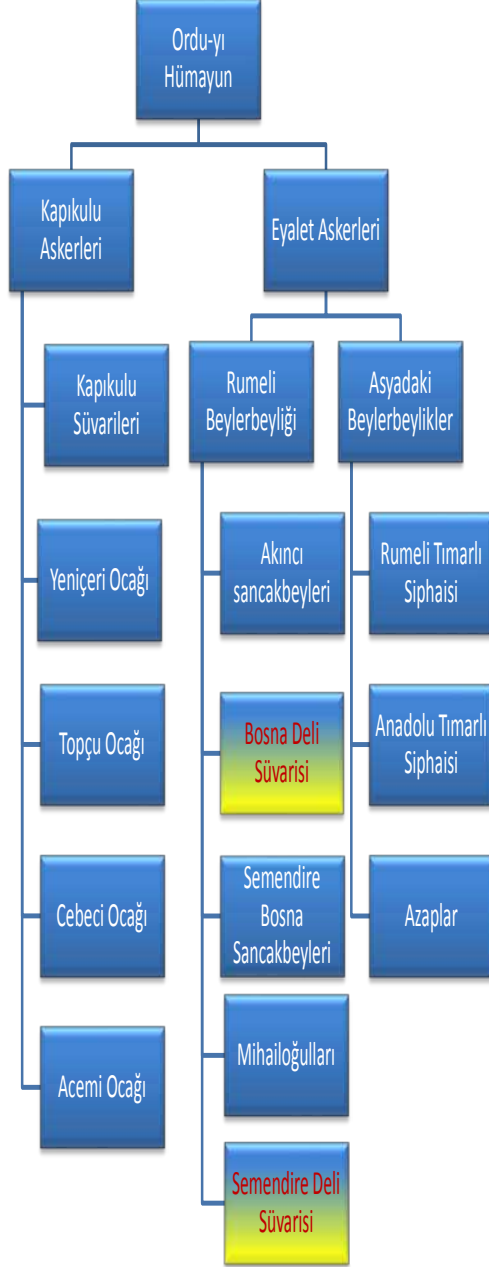 Ordu-yı
Hümayun
Kapıkulu
Askerleri
Eyalet Askerleri
Kapıkulu
Süvarileri
Yeniçeri Ocağı
Topçu Ocağı
Cebeci Ocağı
Acemi Ocağı
Rumeli
Beylerbeyliği
Akıncı
sancakbeyleri
Bosna Deli
Süvarisi
Semendire
Bosna
Sancakbeyleri
Mihailoğulları
Semendire Deli
Süvarisi
Asyadaki
Beylerbeylikler
Rumeli Tımarlı
Siphaisi
Anadolu Tımarlı
Siphaisi
Azaplar